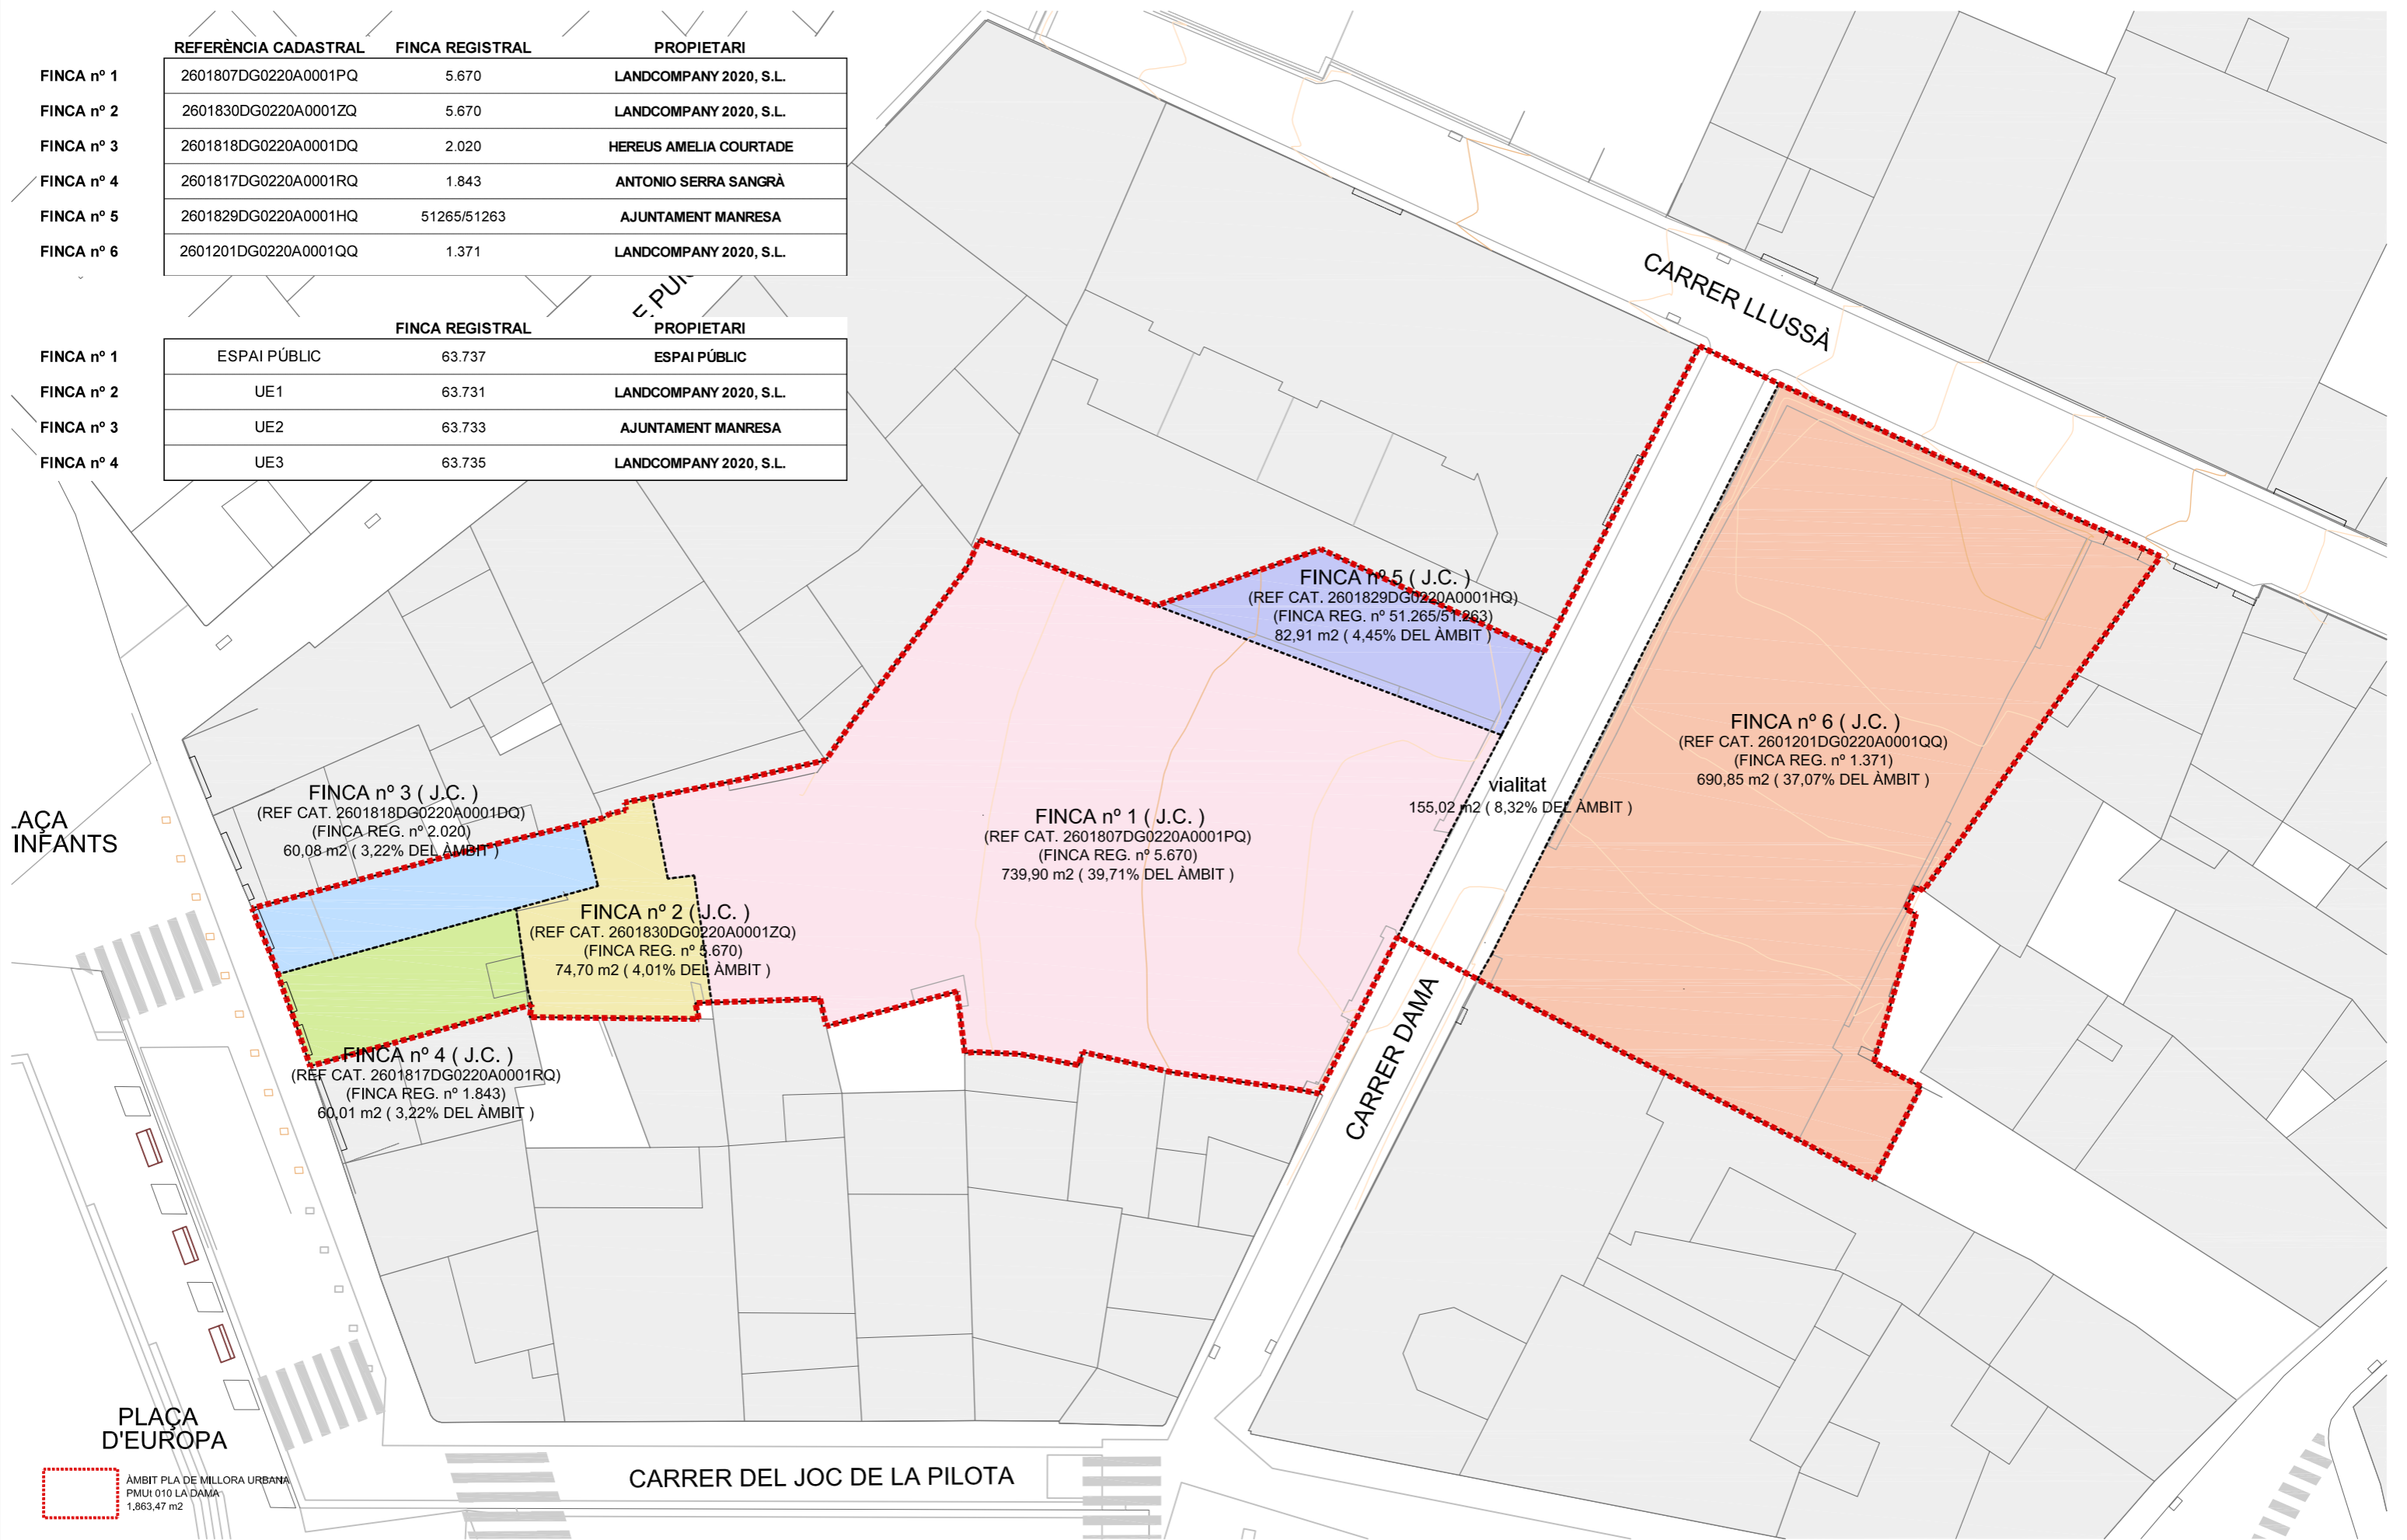 REFERÈNCIA CADASTRAL FINCA REGISTRAL PROPIETARI
FINCA nº 1 2601807DG0220A0001PQ 5.670 LANDCOMPANY 2020, S.L.
FINCA nº 2 2601830DG0220A0001ZQ 5.670 LANDCOMPANY 2020, S.L.
FINCA nº 3 2601818DG0220A0001DQ 2.020 HEREUS AMELIA COURTADE
FINCA nº 4 2601817DG0220A0001RQ 1.843 ANTONIO SERRA SANGRÀ
FINCA nº 5 2601829DG0220A0001HQ 51265/51263 AJUNTAMENT MANRESA
FINCA nº 6 2601201DG0220A0001QQ 1.371 LANDCOMPANY 2020, S.L.
FINCA REGISTRAL PROPIETARI
FINCA nº 1 ESPAI PÚBLIC 63.737 ESPAI PÚBLIC
FINCA nº 2 UE1 63.731 LANDCOMPANY 2020, S.L.
FINCA nº 3 UE2 63.733 AJUNTAMENT MANRESA
FINCA nº 4 UE3 63.735 LANDCOMPANY 2020, S.L.
CARRER LLUSSÀ
FINCA nº 5 ( J.C. )
(REF CAT. 2601829DG0220A0001HQ)
(FINCA REG. nº 51.265/51.263)
82,91 m2 ( 4,45% DEL ÀMBIT )
FINCA nº 6 ( J.C. )
(REF CAT. 2601201DG0220A0001QQ)
(FINCA REG. nº 1.371)
690,85 m2 ( 37,07% DEL ÀMBIT )
vialitat
155,02 m2 ( 8,32% DEL ÀMBIT )
FINCA nº 3 ( J.C. )
(REF CAT. 2601818DG0220A0001DQ)
(FINCA REG. nº 2.020)
60,08 m2 ( 3,22% DEL ÀMBIT )
FINCA nº 1 ( J.C. )
(REF CAT. 2601807DG0220A0001PQ)
(FINCA REG. nº 5.670)
739,90 m2 ( 39,71% DEL ÀMBIT )
LAÇA
INFANTS
FINCA nº 2 ( J.C. )
(REF CAT. 2601830DG0220A0001ZQ)
(FINCA REG. nº 5.670)
74,70 m2 ( 4,01% DEL ÀMBIT )
FINCA nº 4 ( J.C. )
(REF CAT. 2601817DG0220A0001RQ)
(FINCA REG. nº 1.843)
60,01 m2 ( 3,22% DEL ÀMBIT )
CARRER DAMA
PLAÇA
D'EUROPA
CARRER DEL JOC DE LA PILOTA
ÀMBIT PLA DE MILLORA URBANA
PMUt 010 LA DAMA
1,863,47 m2